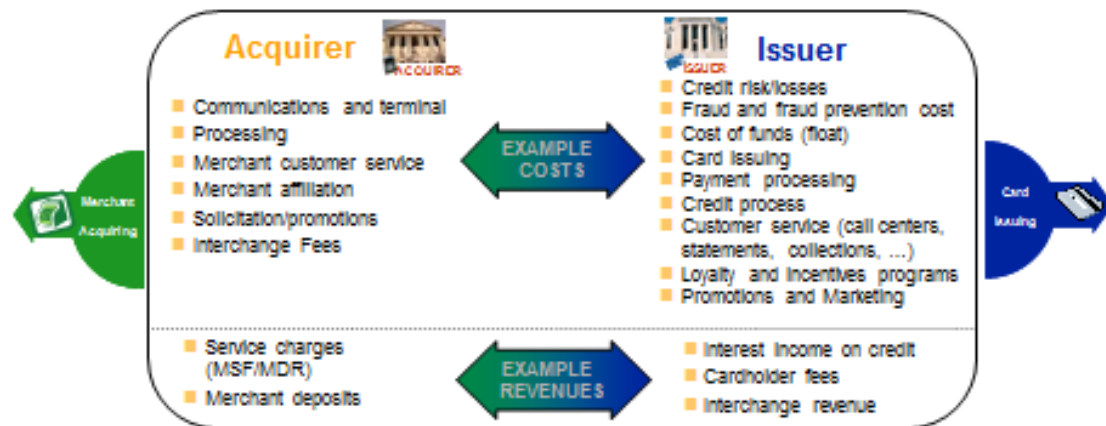 Acquirer
ACQUIRER
Communications and terminal
Processing
Merchant customer service
Merchant affiliation
Solicitation/promotions
Interchange Fees
EXAMPLE
COSTS
Issuer
ISSUER
Credit risk/losses
Fraud and fraud prevention cost
Cost of funds (float)
Card issuing
Payment processing
Credit process
Customer service (call centers,
statements, collections, ...)
Loyalty and incentives programs
Promotions and Marketing
Merchant
Acquiring
Card
Issuing
Service charges
(MSF/MDR)
Merchant deposits
EXAMPLE
REVENUES
Interest income on credit
Cardholder fees
Interchange revenue